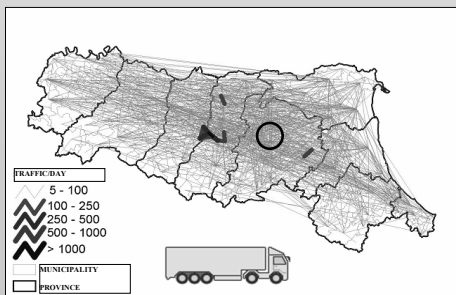 TRAFFIC/DAY
5 - 100
100 - 250
250 - 500
500 - 1000
> 1000
MUNICIPALITY
PROVINCE